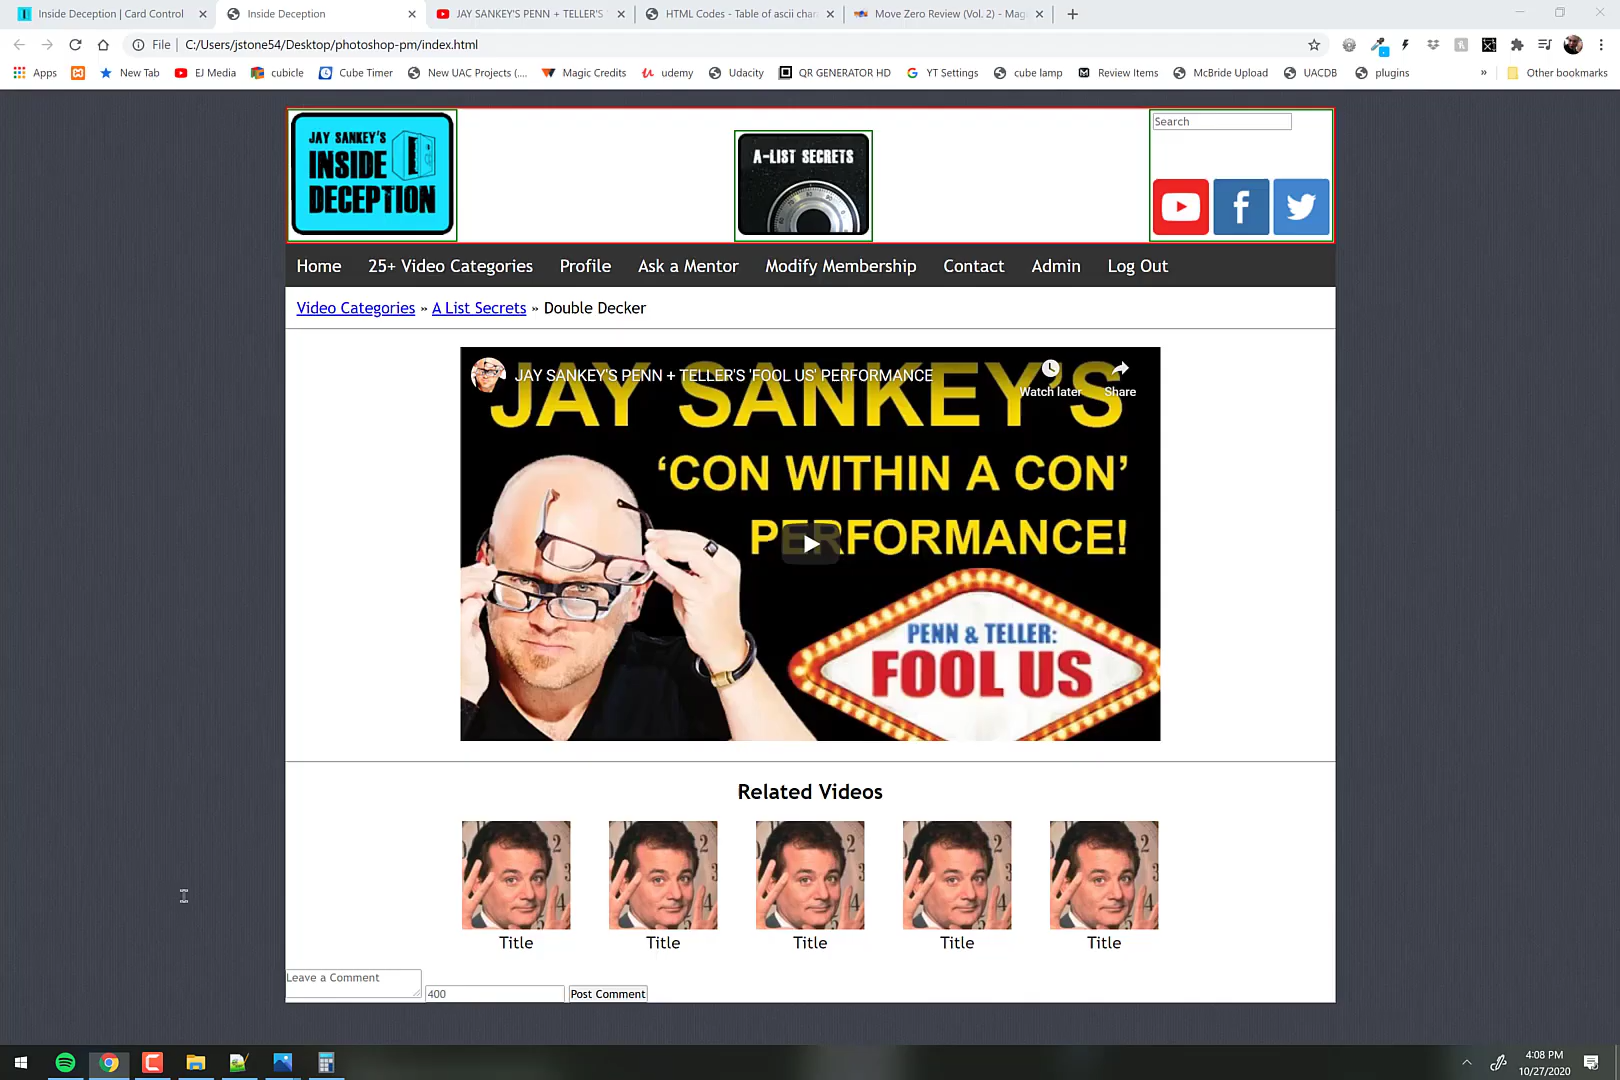 Inside Deception | Card Control
Inside Deception
JAY SANKEY'S PENN + TELLER'S '
HTML Codes - Table of ascii char
Move Zero Review (Vol. 2) - Mag
File
C:/Users/jstone54/Desktop/photoshop-pm/index.html
Apps
New Tab
EJ Media
cubicle
Cube Timer
New UAC Projects (....
Magic Credits
udemy
Udacity
QR GENERATOR HD
YT Settings
cube lamp
Review Items
McBride Upload
UACDB
plugins
»
Other bookmarks
JAY SANKEY'S
INSIDE
DECEPTION
A-LIST SECRETS
Search
Home
25+ Video Categories
Profile
Ask a Mentor
Modify Membership
Contact
Admin
Log Out
Video Categories » A List Secrets » Double Decker
JAY SANKEY'S PENN + TELLER'S 'FOOL US' PERFORMANCE
Watch later
Share
JAY SANKEY'S
'CON WITHIN A CON'
PERFORMANCE!
PENN & TELLER:
FOOL US
Related Videos
Title
Title
Title
Title
Title
Leave a Comment
400
Post Comment
4:08 PM
10/27/2020